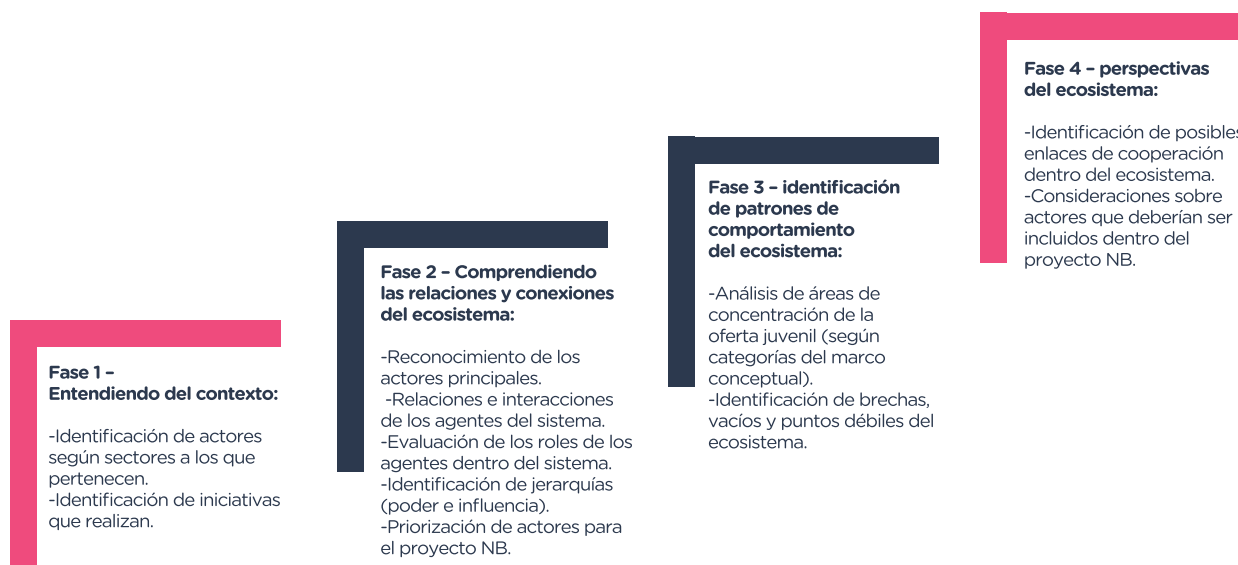 Fase 1 –
Entendiendo del contexto:
-Identificación de actores
según sectores a los que
pertenecen.
-Identificación de iniciativas
que realizan.
Fase 2 – Comprendiendo
las relaciones y conexiones
del ecosistema:
-Reconocimiento de los
actores principales.
-Relaciones e interacciones
de los agentes del sistema.
-Evaluación de los roles de los
agentes dentro del sistema.
-Identificación de jerarquías
(poder e influencia).
-Priorización de actores para
el proyecto NB.
Fase 3 – identificación
de patrones de
comportamiento
del ecosistema:
-Análisis de áreas de
concentración de la
oferta juvenil (según
categorías del marco
conceptual).
-Identificación de brechas,
vacíos y puntos débiles del
ecosistema.
Fase 4 – perspectivas
del ecosistema:
-Identificación de posibles
enlaces de cooperación
dentro del ecosistema.
-Consideraciones sobre
actores que deberían ser
incluidos dentro del
proyecto NB.